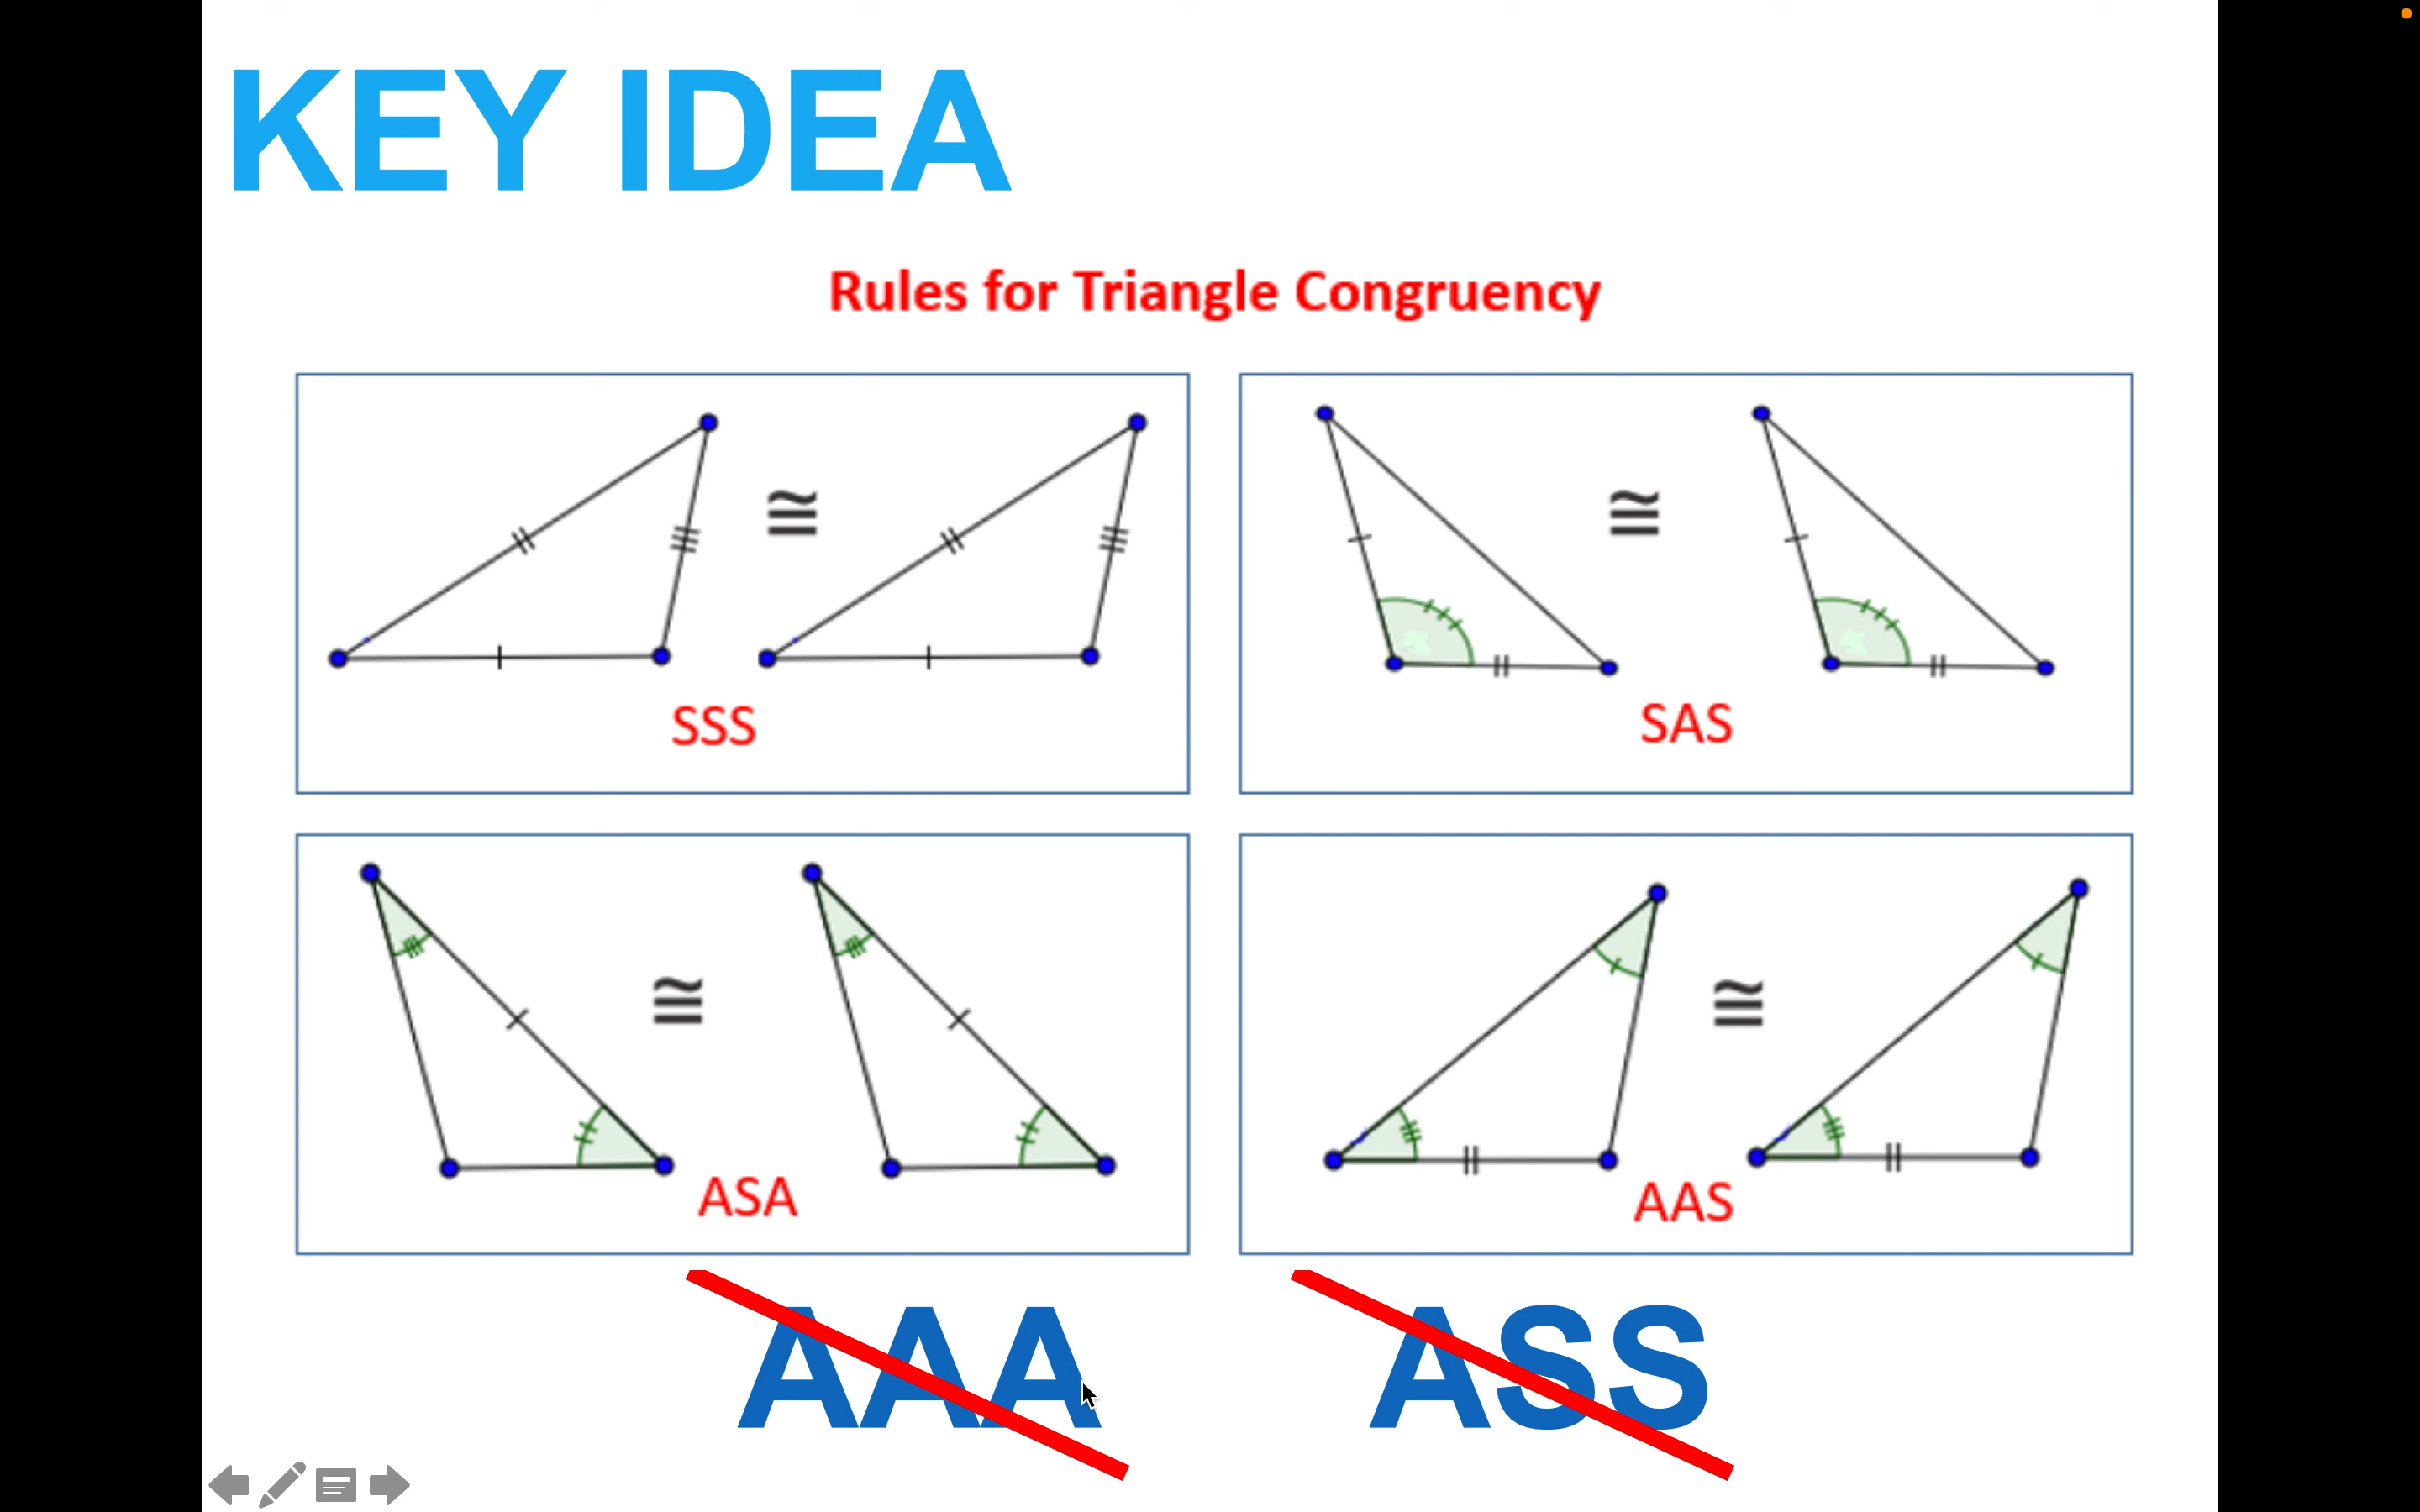 KEY IDEA
Rules for Triangle Congruency
≅ ≅
SSS SAS
≅ ≅
ASA AAS
AAA ASS